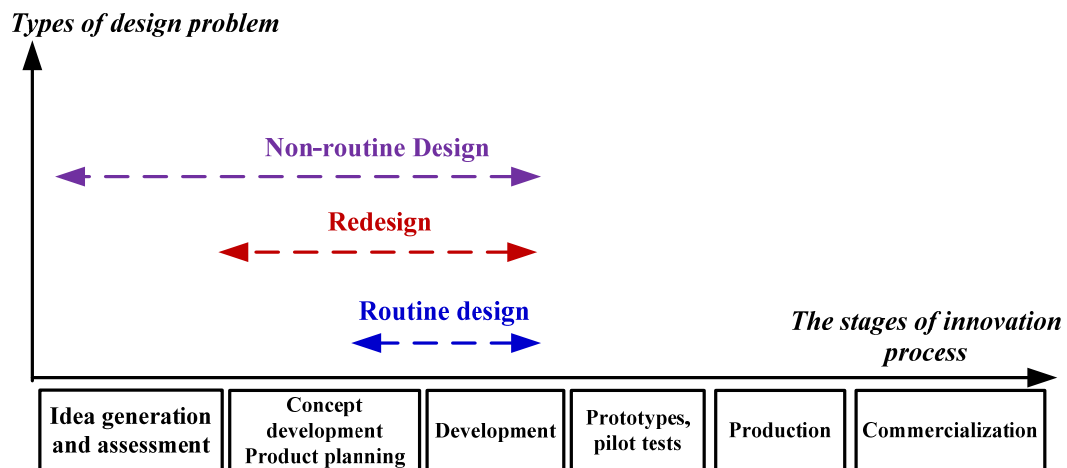 Types of design problem
Non-routine Design
Redesign
Routine design
The stages of innovation
process
Idea generation
and assessment
Concept
development
Product planning
Development
Prototypes,
pilot tests
Production
Commercialization